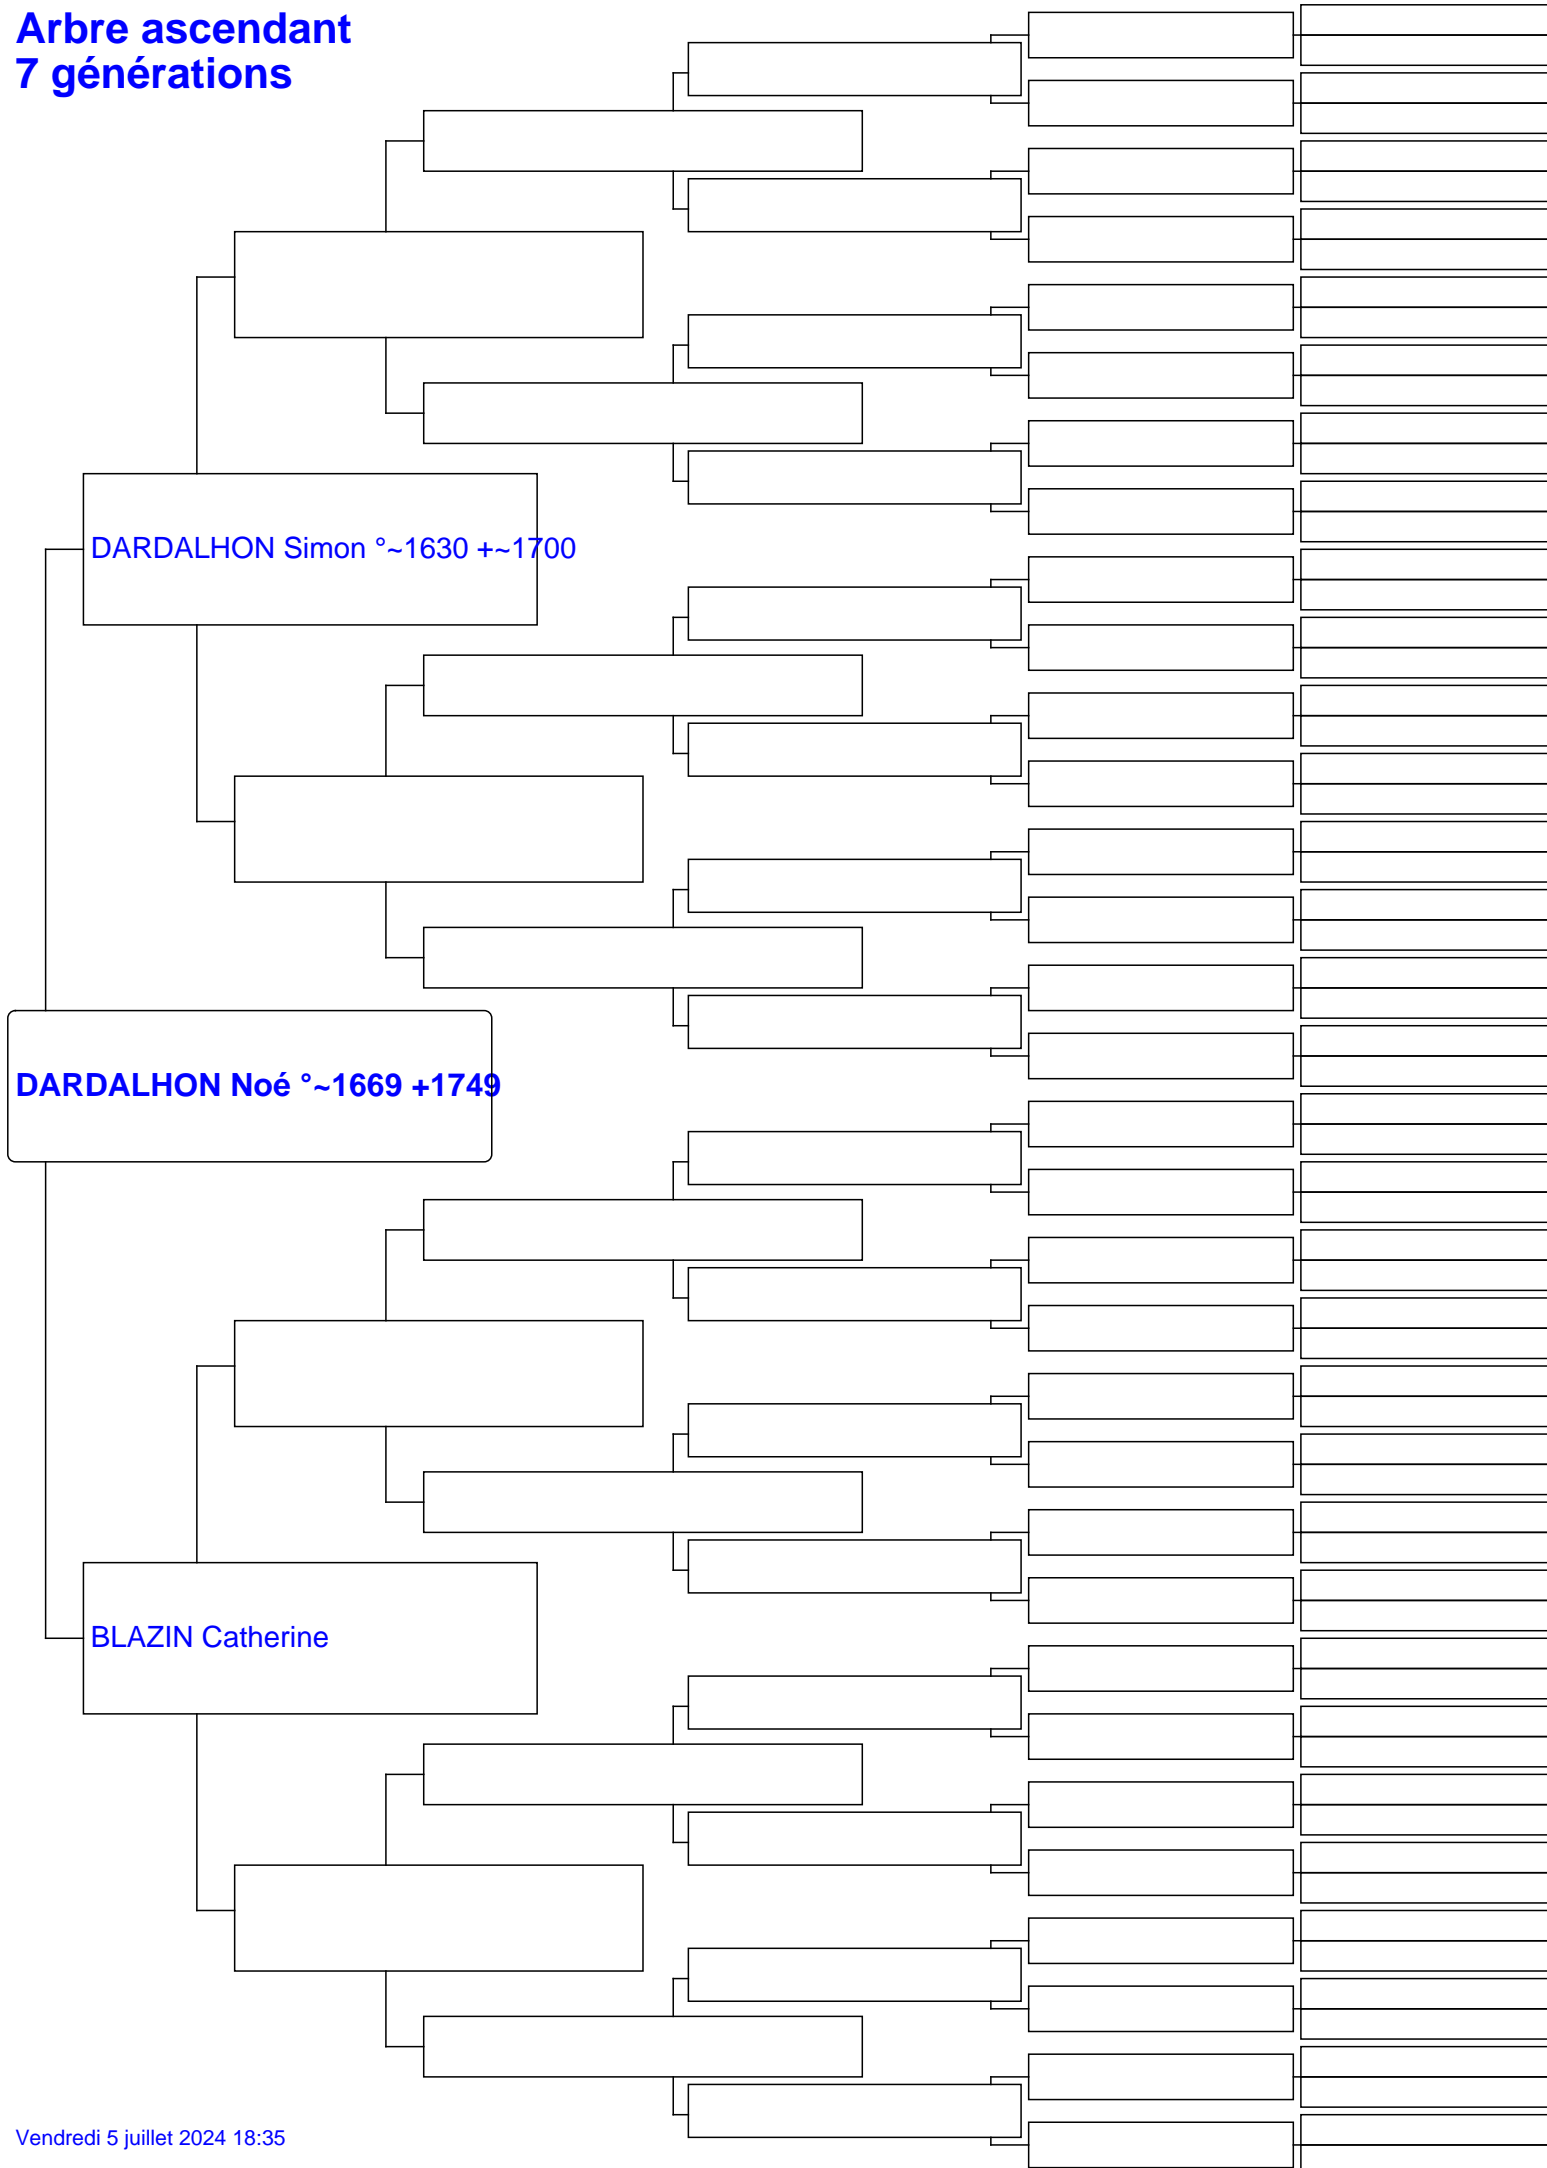 Arbre ascendant
7 générations
DARDALHON Simon °~1630 +~1700
DARDALHON Noé °~1669 +1749
BLAZIN Catherine
Vendredi 5 juillet 2024 18:35